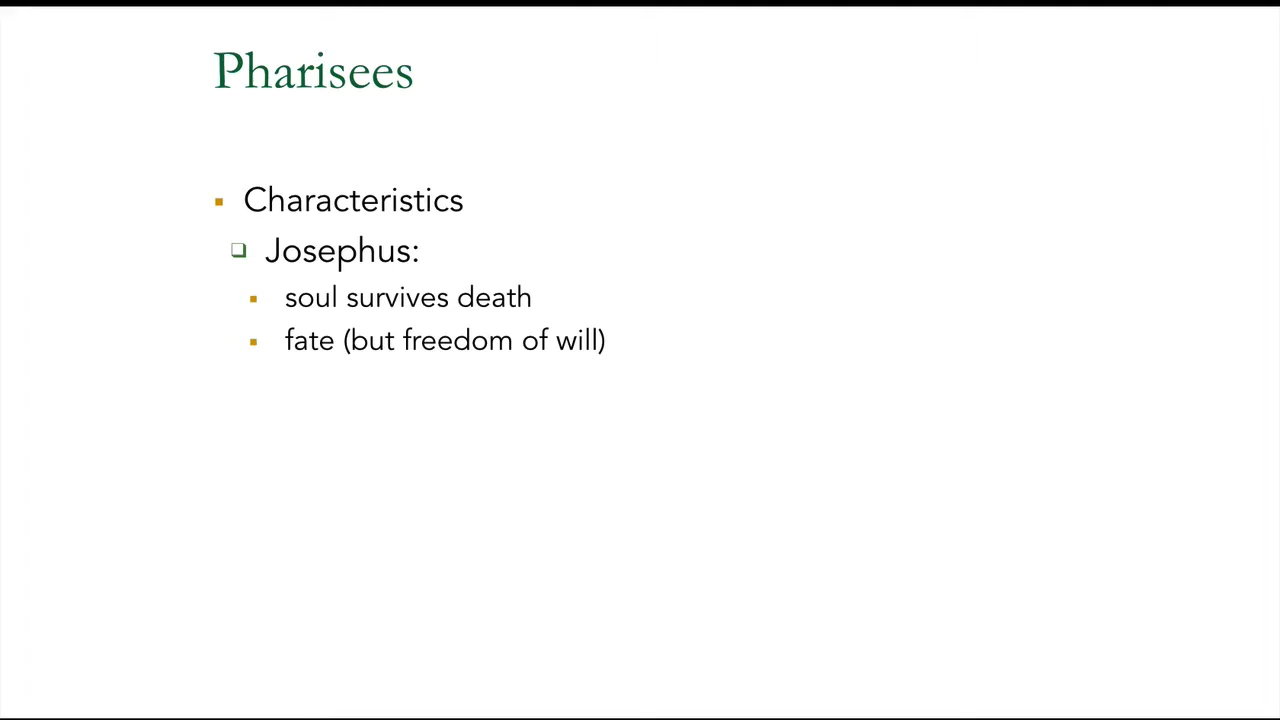 Pharisees
Characteristics
Josephus:
soul survives death
fate (but freedom of will)